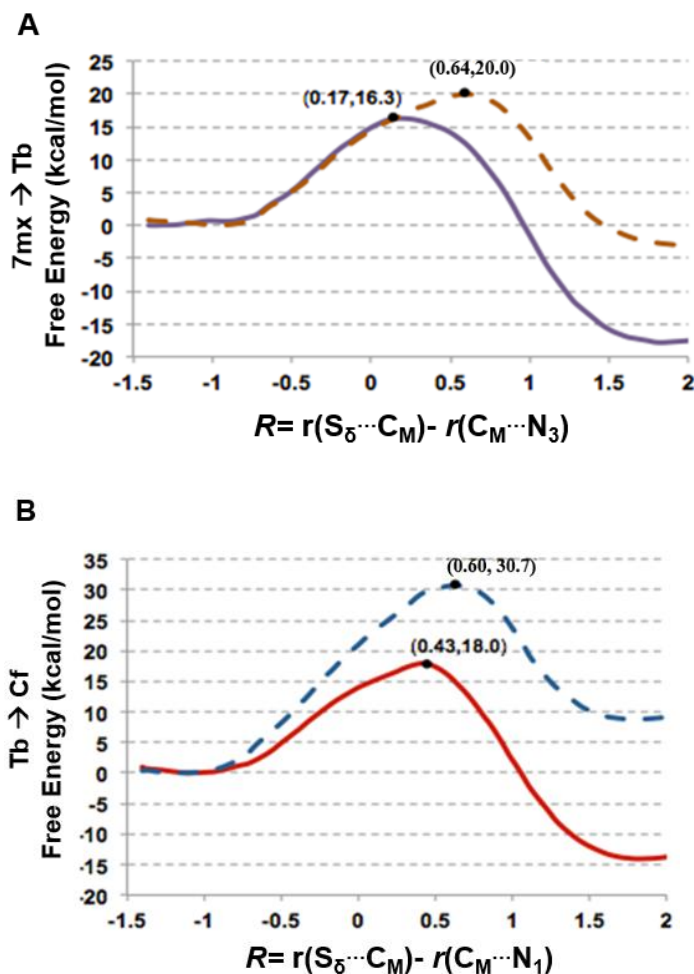 A
7mx → Tb
Free Energy (kcal/mol)
25
20
15
10
5
0
-5
-10
-15
-20
(0.17,16.3)
(0.64,20.0)
-1.5 -1 -0.5 0 0.5 1 1.5 2
R= r(Sδ···CM)- r(CM···N3)
B
Tb → Cf
Free Energy (kcal/mol)
35
30
25
20
15
10
5
0
-5
-10
-15
-20
(0.60, 30.7)
(0.43,18.0)
-1.5 -1 -0.5 0 0.5 1 1.5 2
R= r(Sδ···CM)- r(CM···N1)